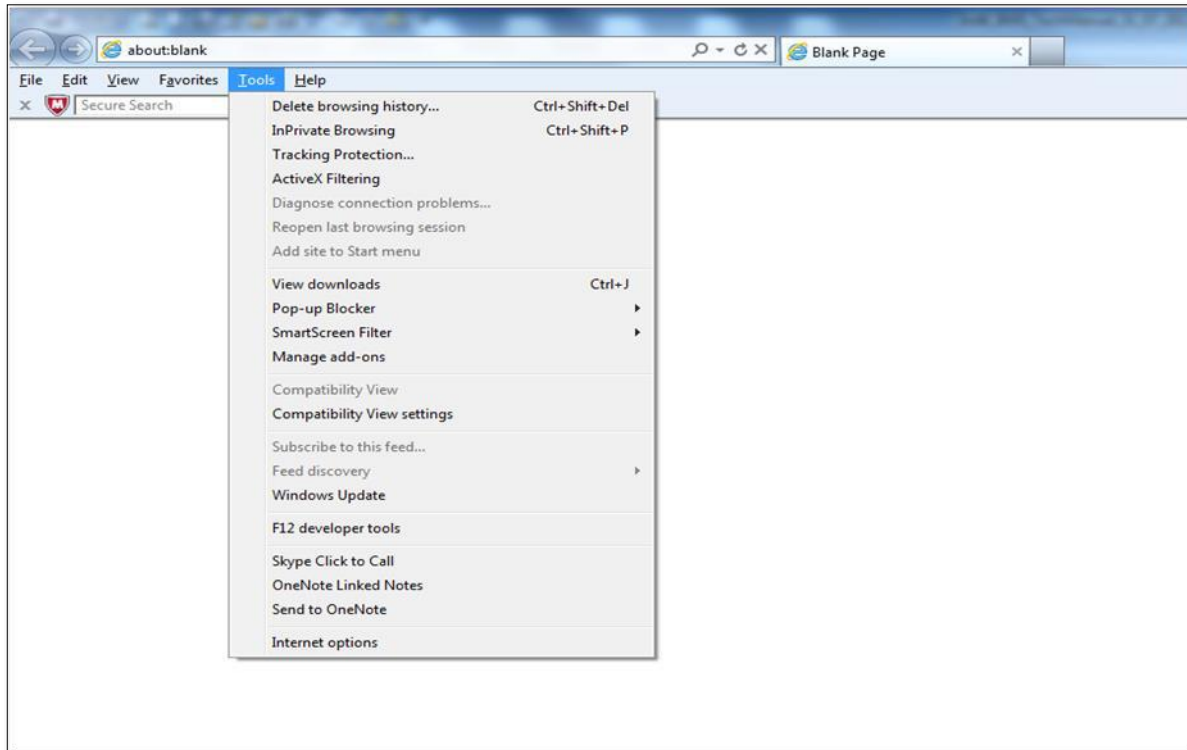 about:blank
Blank Page
File Edit View Favorites Tools Help
Secure Search
Delete browsing history... Ctrl+Shift+Del
InPrivate Browsing Ctrl+Shift+P
Tracking Protection...
ActiveX Filtering
Diagnose connection problems...
Reopen last browsing session
Add site to Start menu
View downloads Ctrl+J
Pop-up Blocker
SmartScreen Filter
Manage add-ons
Compatibility View
Compatibility View settings
Subscribe to this feed...
Feed discovery
Windows Update
F12 developer tools
Skype Click to Call
OneNote Linked Notes
Send to OneNote
Internet options